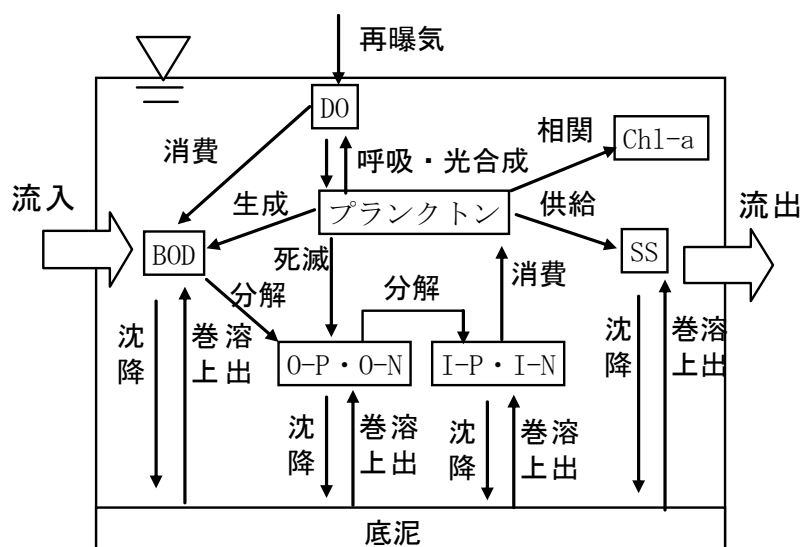 再曝気
DO
消費
呼吸・光合成
相関
Chl-a
流入
生成
プランクトン
供給
流出
BOD
死滅
消費
SS
分解
分解
O-P・O-N
I-P・I-N
沈降
巻上
溶出
沈降
巻上
溶出
沈降
巻上
溶出
沈降
巻上
溶出
底泥